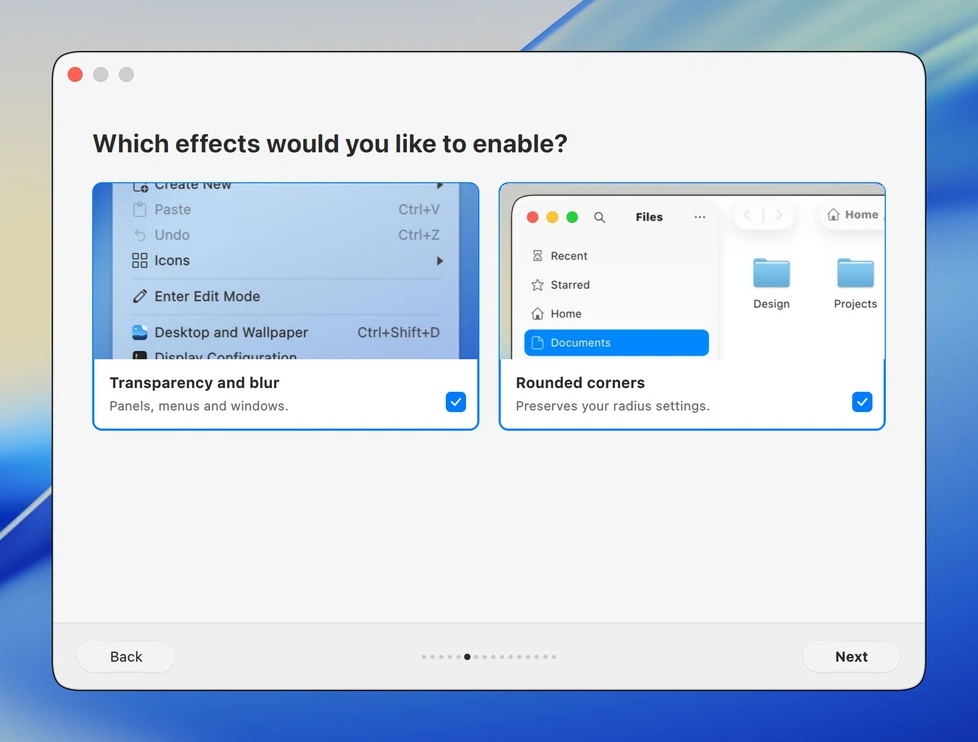 Which effects would you like to enable?
Create New
Paste Ctrl+V
Undo Ctrl+Z
Icons
Enter Edit Mode
Desktop and Wallpaper Ctrl+Shift+D
Display Configuration
Transparency and blur
Panels, menus and windows.
Files
Home
Recent
Starred
Home
Documents
Design
Projects
Rounded corners
Preserves your radius settings.
Back
Next